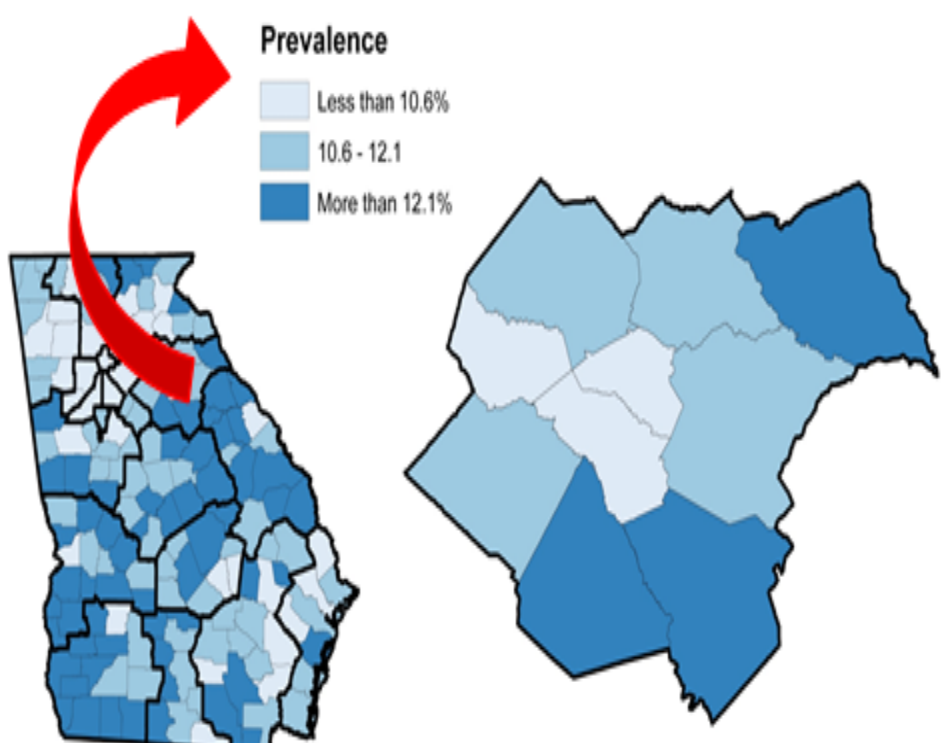 Prevalence
Less than 10.6%
10.6 - 12.1
More than 12.1%